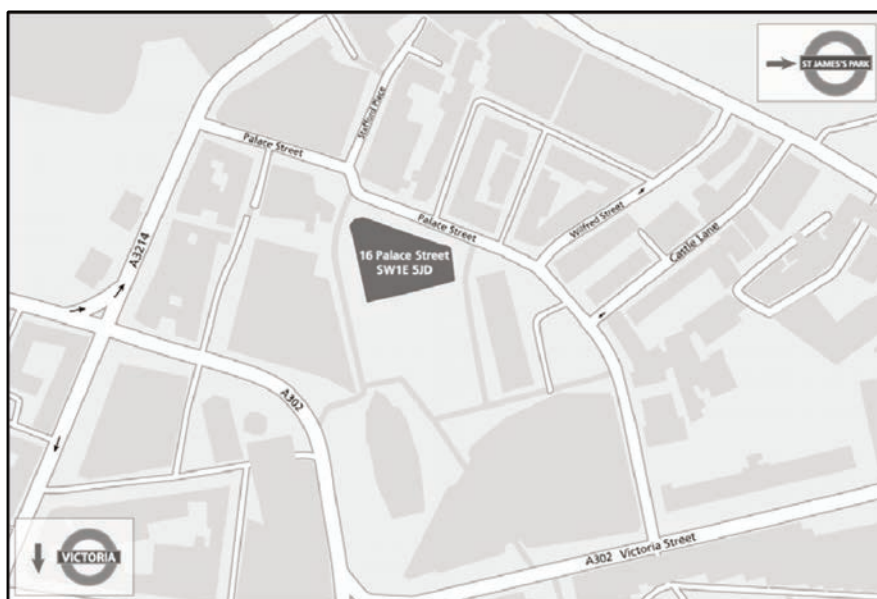 ST JAMES'S PARK
Stafford Place
Palace Street
Palace Street
Wilfred Street
Castle Lane
A3214
16 Palace Street
SW1E 5JD
A302
A302 Victoria Street
VICTORIA